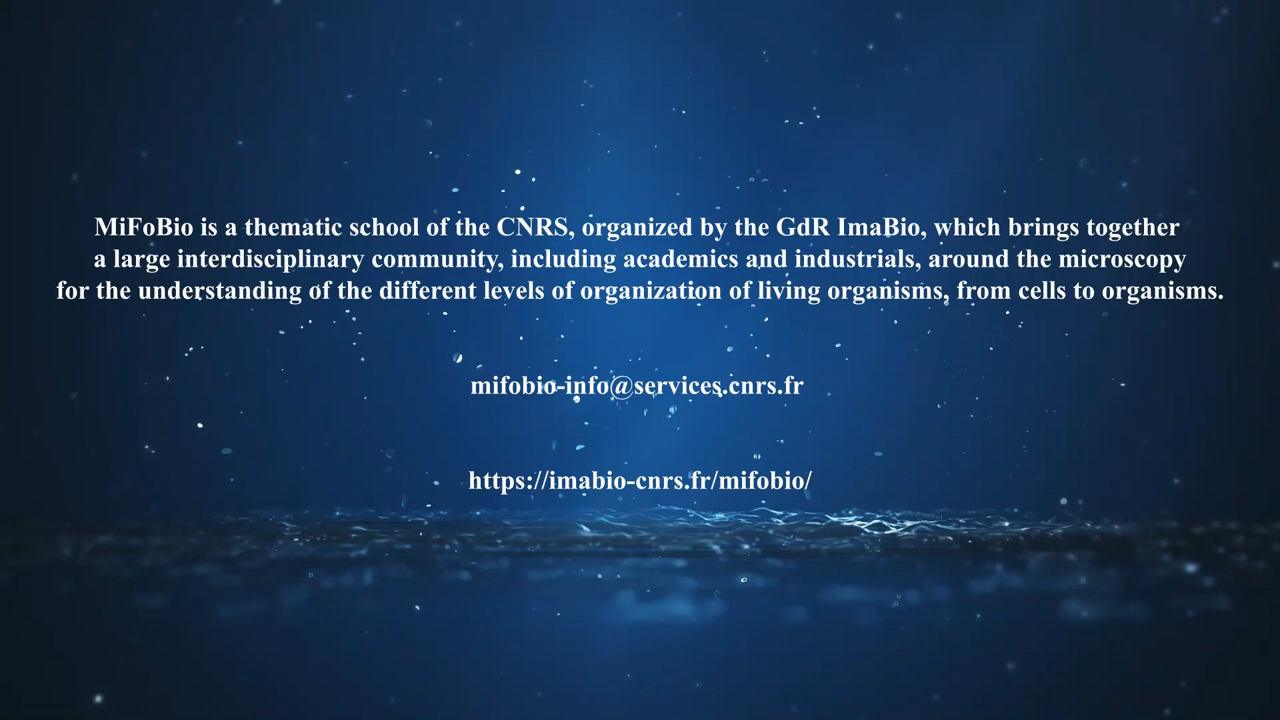 MiFoBio is a thematic school of the CNRS, organized by the GdR ImaBio, which brings together
a large interdisciplinary community, including academics and industrials, around the microscopy
for the understanding of the different levels of organization of living organisms, from cells to organisms.
mifobio-info@services.cnrs.fr
https://imabio-cnrs.fr/mifobio/